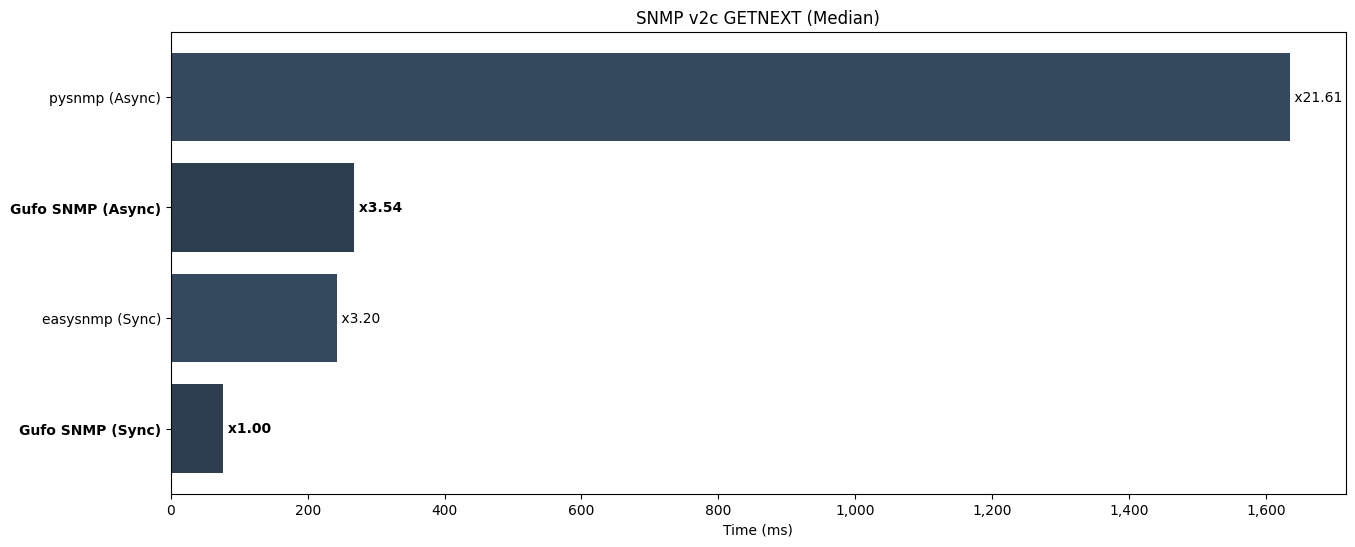 SNMP v2c GETNEXT (Median)
pysnmp (Async) x21.61
Gufo SNMP (Async) x3.54
easysnmp (Sync) x3.20
Gufo SNMP (Sync) x1.00
0 200 400 600 800 1,000 1,200 1,400 1,600
Time (ms)